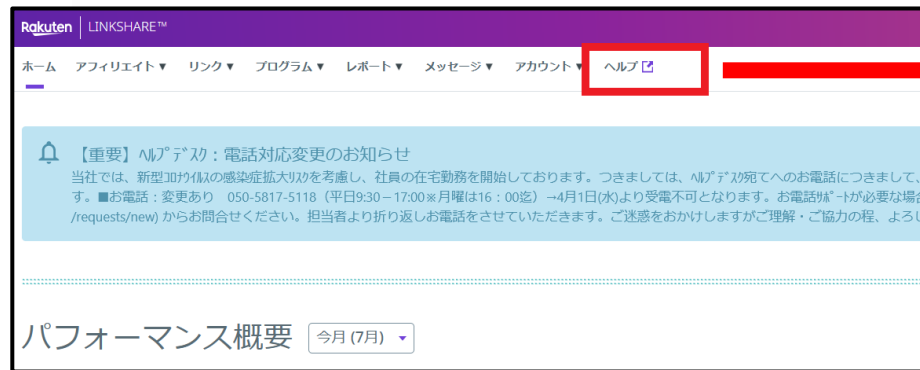 Rakuten LINKSHARE™
ホーム アフィリエイト▼ リンク▼ プログラム▼ レポート▼ メッセージ▼ アカウント▼ ヘルプ
【重要】ﾍﾙﾌﾟﾃﾞｽｸ：電話対応変更のお知らせ
当社では、新型ｺﾛﾅｳｲﾙｽの感染症拡大ﾘｽｸを考慮し、社員の在宅勤務を開始しております。つきましては、ﾍﾙﾌﾟﾃﾞｽｸ宛てへのお電話につきまして、
す。■お電話：変更あり 050-5817-5118（平日9:30－17:00※月曜は16：00迄）→4月1日(水)より受電不可となります。お電話ｻﾎﾟｰﾄが必要な場合
/requests/new) からお問合せください。担当者より折り返しお電話をさせていただきます。ご迷惑をおかけしますがご理解・ご協力の程、よろし
パフォーマンス概要 今月 (7月)